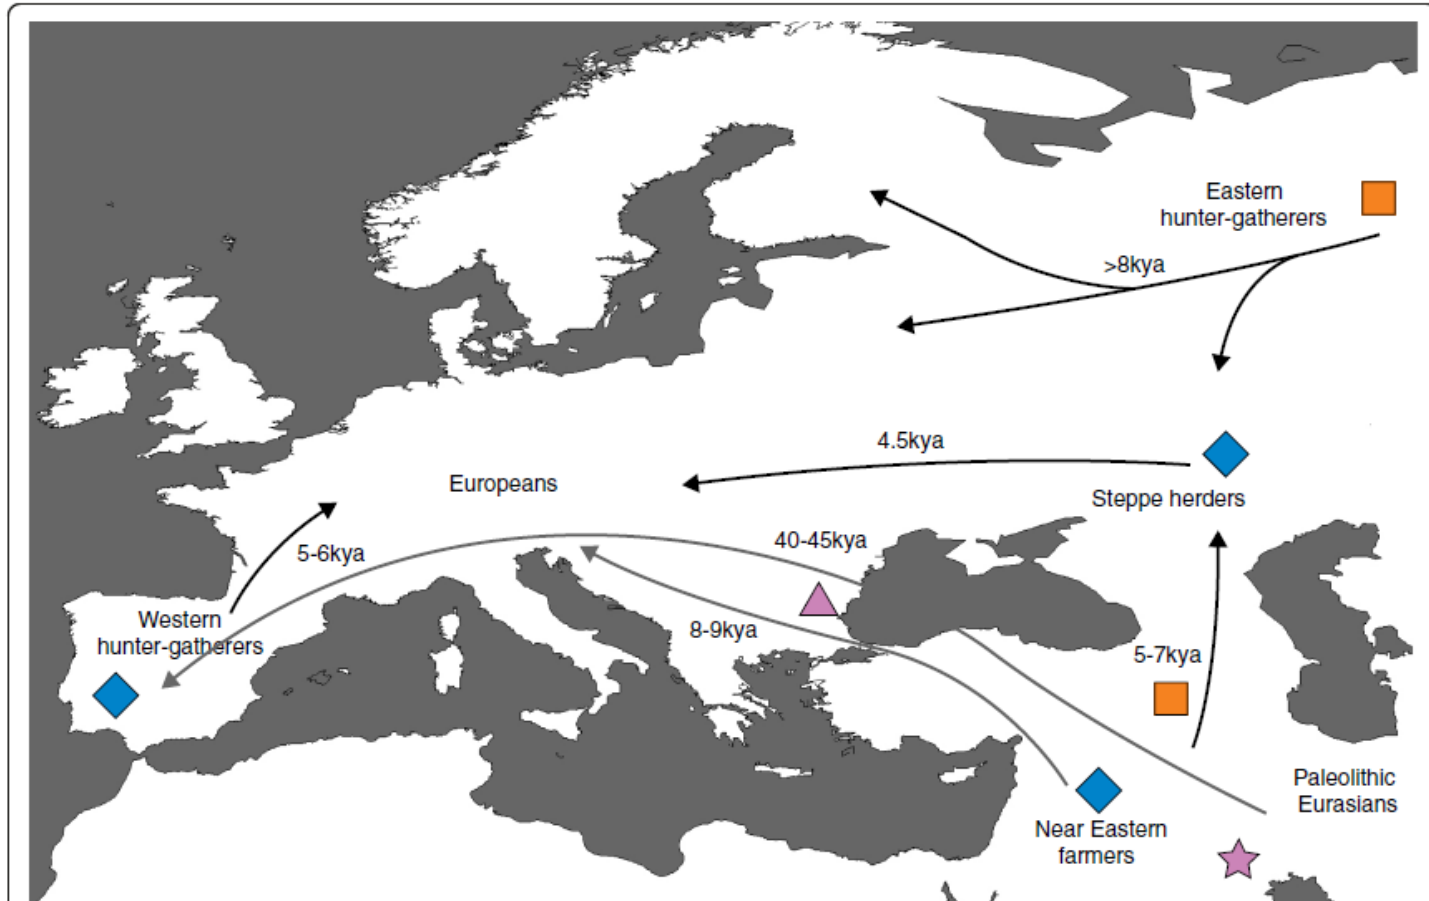 Eastern
hunter-gatherers
>8kya
4.5kya
Europeans
Steppe herders
40-45kya
5-6kya
Western
hunter-gatherers
8-9kya
5-7kya
Paleolithic
Eurasians
Near Eastern
farmers